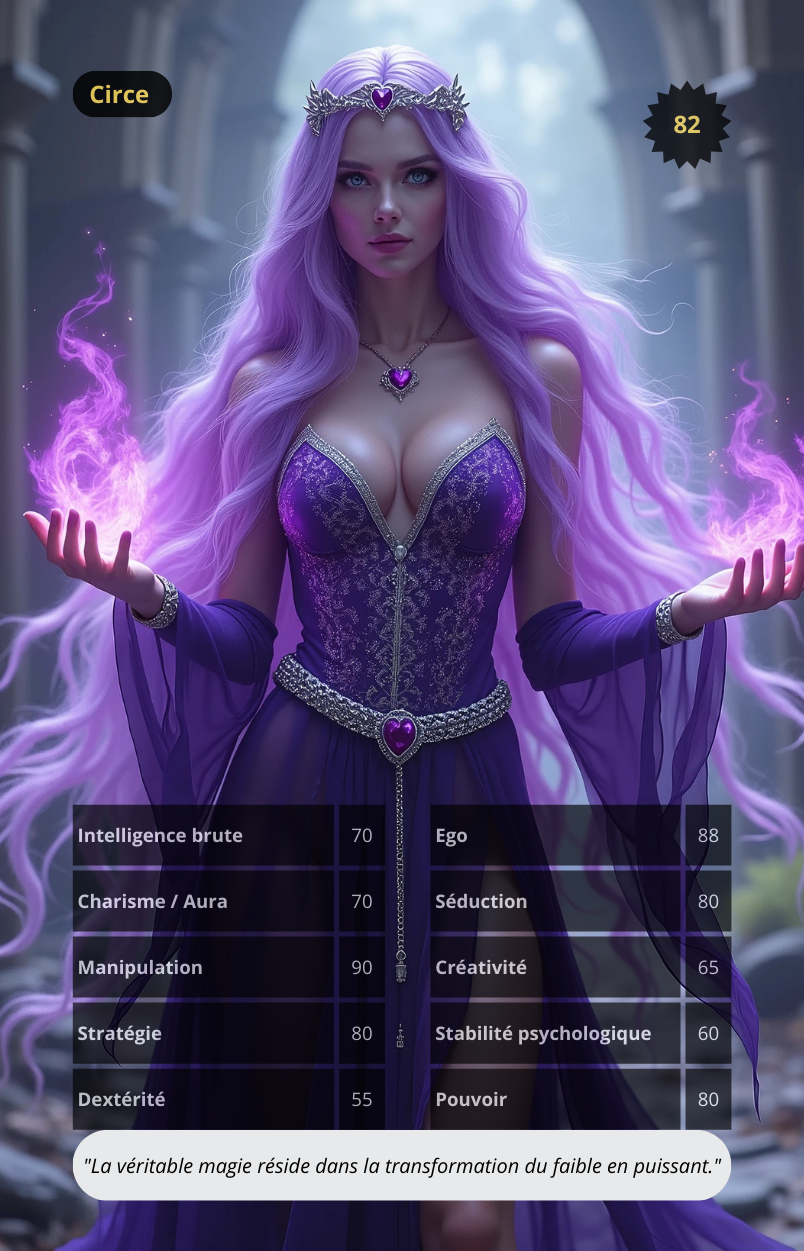 Circe
82
Intelligence brute 70
Ego 88
Charisme / Aura 70
Séduction 80
Manipulation 90
Créativité 65
Stratégie 80
Stabilité psychologique 60
Dextérité 55
Pouvoir 80
"La véritable magie réside dans la transformation du faible en puissant."